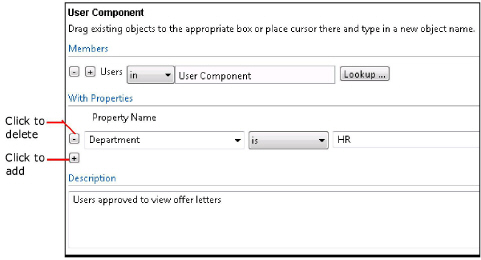 User Component
Drag existing objects to the appropriate box or place cursor there and type in a new object name.
Members
- + Users in User Component Lookup ...
With Properties
Property Name
Click to
delete
- Department is HR
Click to
add
+
Description
Users approved to view offer letters